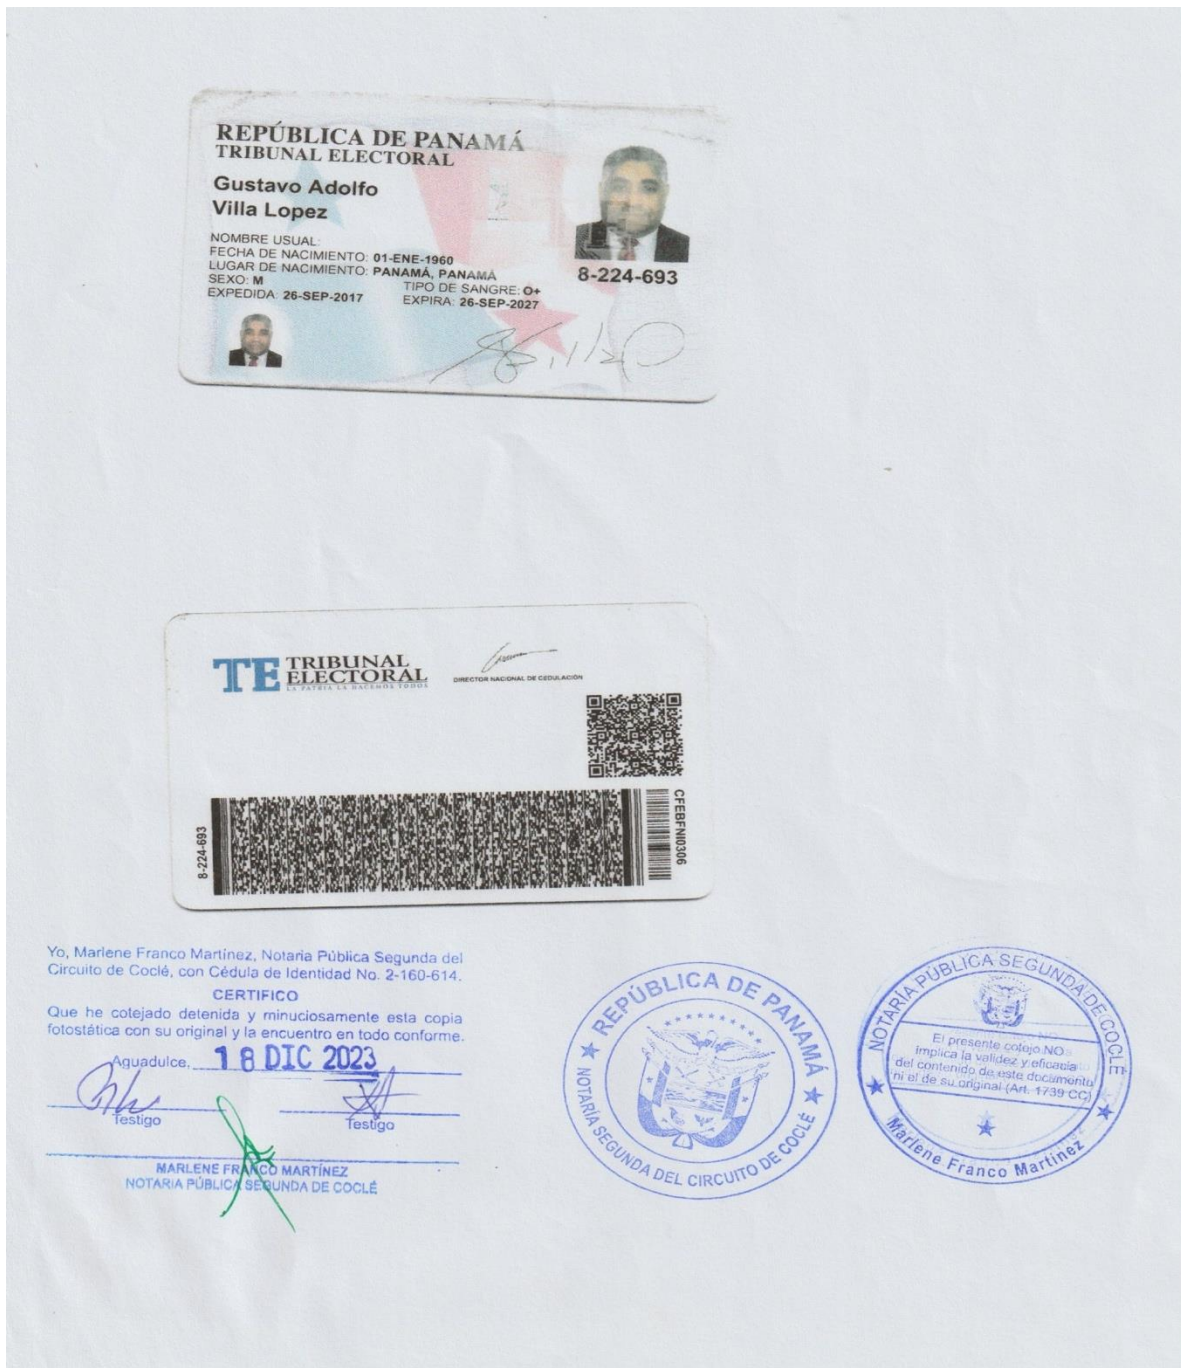 REPÚBLICA DE PANAMÁ
TRIBUNAL ELECTORAL
Gustavo Adolfo
Villa Lopez
NOMBRE USUAL:
FECHA DE NACIMIENTO: 01-ENE-1960
LUGAR DE NACIMIENTO: PANAMÁ, PANAMÁ
SEXO: M TIPO DE SANGRE: O+
EXPEDIDA: 26-SEP-2017 EXPIRA: 26-SEP-2027
8-224-693
TE TRIBUNAL
ELECTORAL
LA PATRIA LA HACEMOS TODOS
DIRECTOR NACIONAL DE CEDULACIÓN
8-224-693
CFEBFNI0306
Yo, Marlene Franco Martínez, Notaria Pública Segunda del
Circuito de Coclé, con Cédula de Identidad No. 2-160-614.
CERTIFICO
Que he cotejado detenida y minuciosamente esta copia
fotostática con su original y la encuentro en todo conforme.
Aguadulce, 18 DIC 2023
Testigo Testigo
MARLENE FRANCO MARTÍNEZ
NOTARIA PÚBLICA SEGUNDA DE COCLÉ
REPÚBLICA DE PANAMÁ
NOTARÍA SEGUNDA DEL CIRCUITO DE COCLÉ
NOTARÍA PÚBLICA SEGUNDA DE COCLÉ
El presente cotejo NO
implica la validez y eficacia
del contenido de este documento
ni el de su original (Art. 1739 CC)
Marlene Franco Martínez